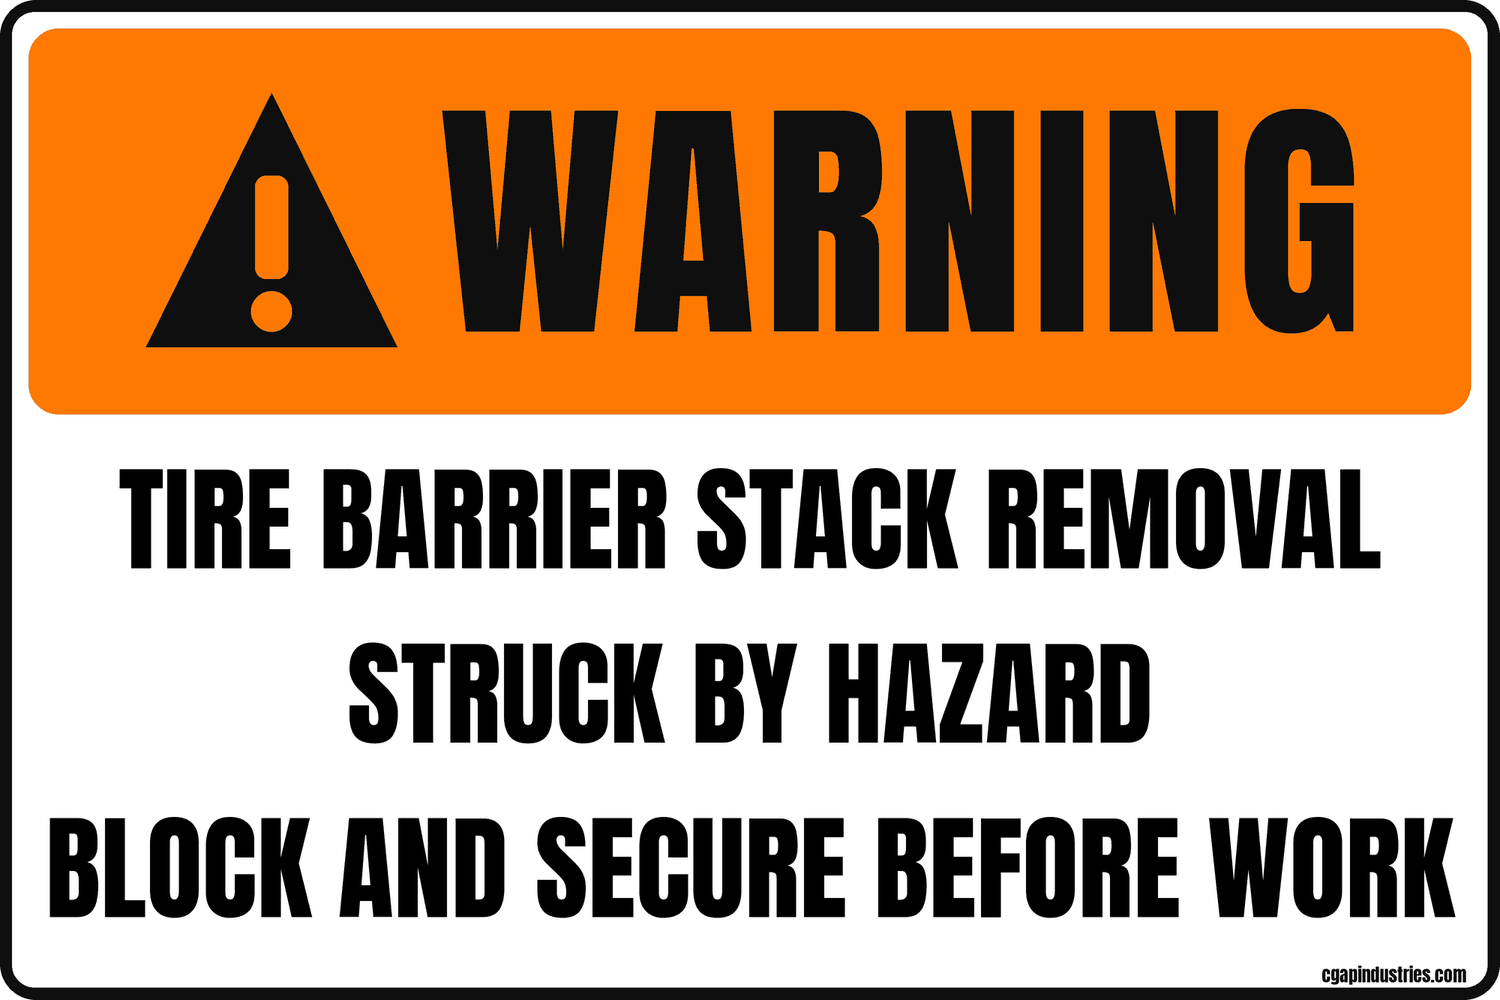 WARNING
TIRE BARRIER STACK REMOVAL
STRUCK BY HAZARD
BLOCK AND SECURE BEFORE WORK
cgapindustries.com